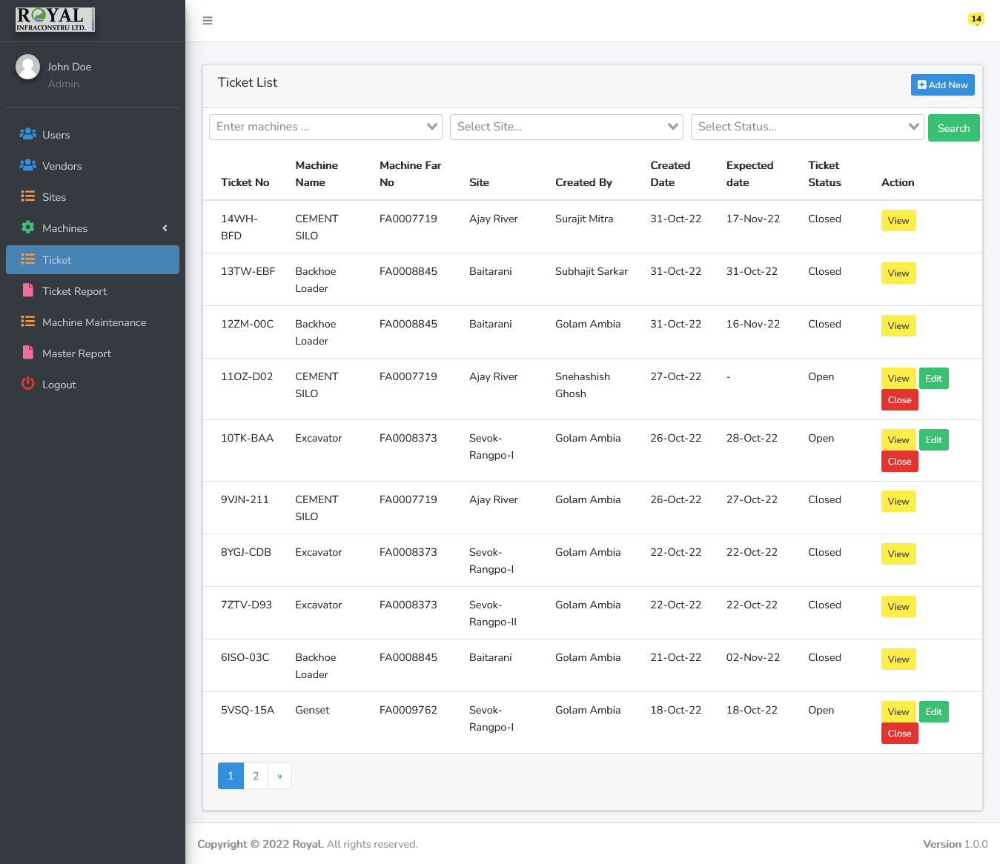 ROYAL
INFRACONSTRU LTD.
14
John Doe
Admin
Users
Vendors
Sites
Machines
Ticket
Ticket Report
Machine Maintenance
Master Report
Logout
Ticket List
Add New
Enter machines ...
Select Site...
Select Status...
Search
Ticket No Machine Name Machine Far No Site Created By Created Date Expected date Ticket Status Action
14WH-BFD CEMENT SILO FA0007719 Ajay River Surajit Mitra 31-Oct-22 17-Nov-22 Closed View
13TW-EBF Backhoe Loader FA0008845 Baitarani Subhajit Sarkar 31-Oct-22 31-Oct-22 Closed View
12ZM-00C Backhoe Loader FA0008845 Baitarani Golam Ambia 31-Oct-22 16-Nov-22 Closed View
11OZ-D02 CEMENT SILO FA0007719 Ajay River Snehashish Ghosh 27-Oct-22 - Open View Edit Close
10TK-BAA Excavator FA0008373 Sevok-Rangpo-I Golam Ambia 26-Oct-22 28-Oct-22 Open View Edit Close
9VJN-211 CEMENT SILO FA0007719 Ajay River Golam Ambia 26-Oct-22 27-Oct-22 Closed View
8YGJ-CDB Excavator FA0008373 Sevok-Rangpo-I Golam Ambia 22-Oct-22 22-Oct-22 Closed View
7ZTV-D93 Excavator FA0008373 Sevok-Rangpo-II Golam Ambia 22-Oct-22 22-Oct-22 Closed View
6ISO-03C Backhoe Loader FA0008845 Baitarani Golam Ambia 21-Oct-22 02-Nov-22 Closed View
5VSQ-15A Genset FA0009762 Sevok-Rangpo-I Golam Ambia 18-Oct-22 18-Oct-22 Open View Edit Close
1 2 »
Copyright © 2022 Royal. All rights reserved.
Version 1.0.0